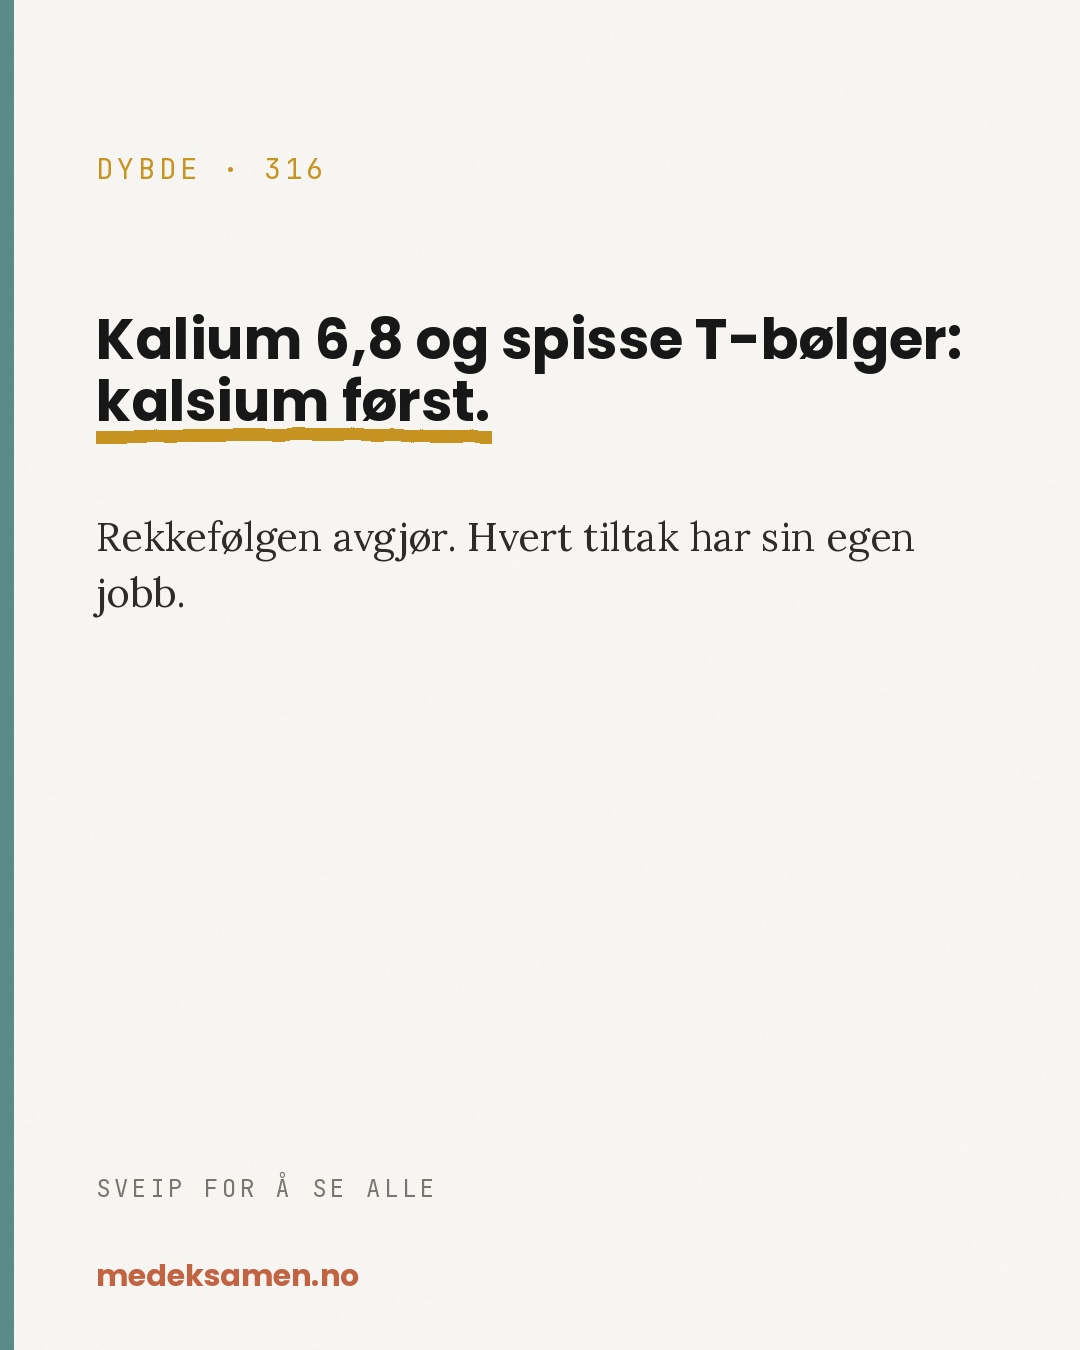 DYBDE · 316
Kalium 6,8 og spisse T-bølger:
kalsium først.
Rekkefølgen avgjør. Hvert tiltak har sin egen
jobb.
SVEIP FOR Å SE ALLE
medeksamen.no